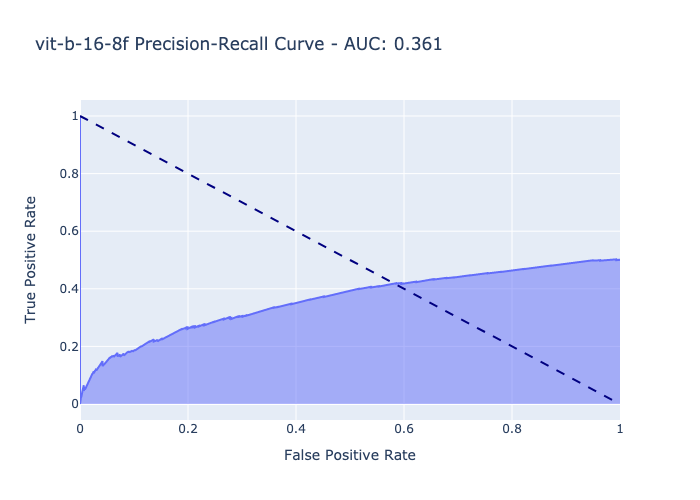 vit-b-16-8f Precision-Recall Curve - AUC: 0.361
1
0.8
0.6
0.4
0.2
0
True Positive Rate
0 0.2 0.4 0.6 0.8 1
False Positive Rate